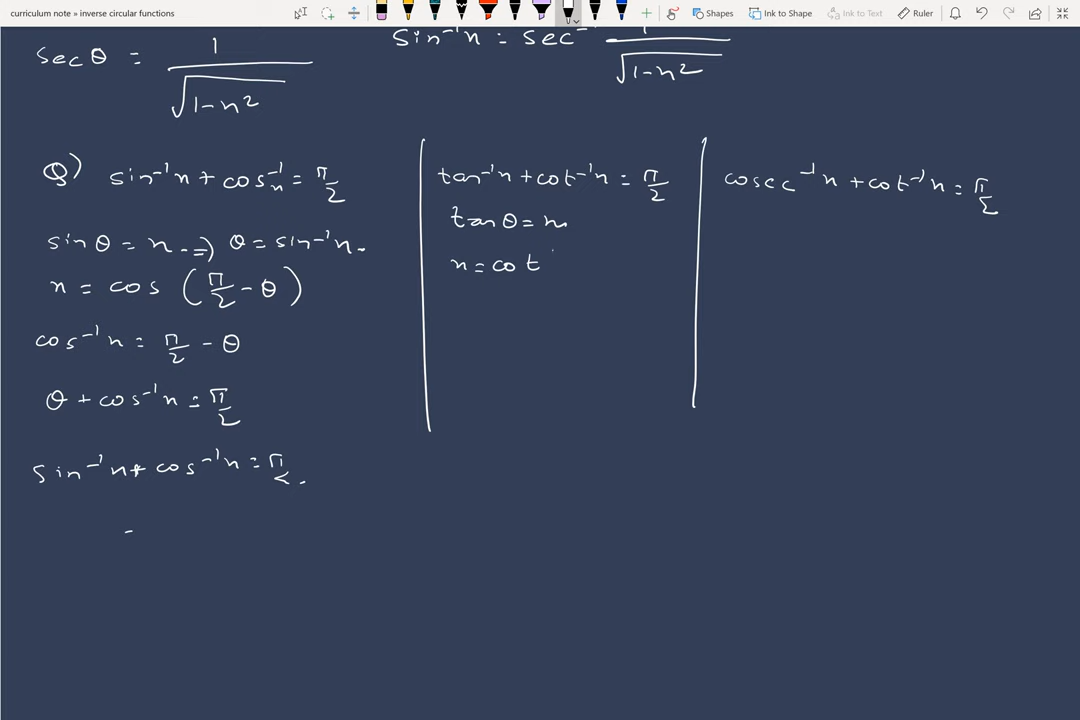 curriculum note » inverse circular functions
Shapes Ink to Shape Ink to Text Ruler
sec θ = 1/√(1-n²)
sin⁻¹n = sec⁻¹ 1/√(1-n²)
Q) sin⁻¹n + cos⁻¹n = π/2
sin θ = n ⇒ θ = sin⁻¹n.
n = cos (π/2 - θ)
cos⁻¹n = π/2 - θ
θ + cos⁻¹n = π/2
sin⁻¹n + cos⁻¹n = π/2.
-
tan⁻¹n + cot⁻¹n = π/2
tan θ = n
n = cot
cosec⁻¹n + cot⁻¹n = π/2